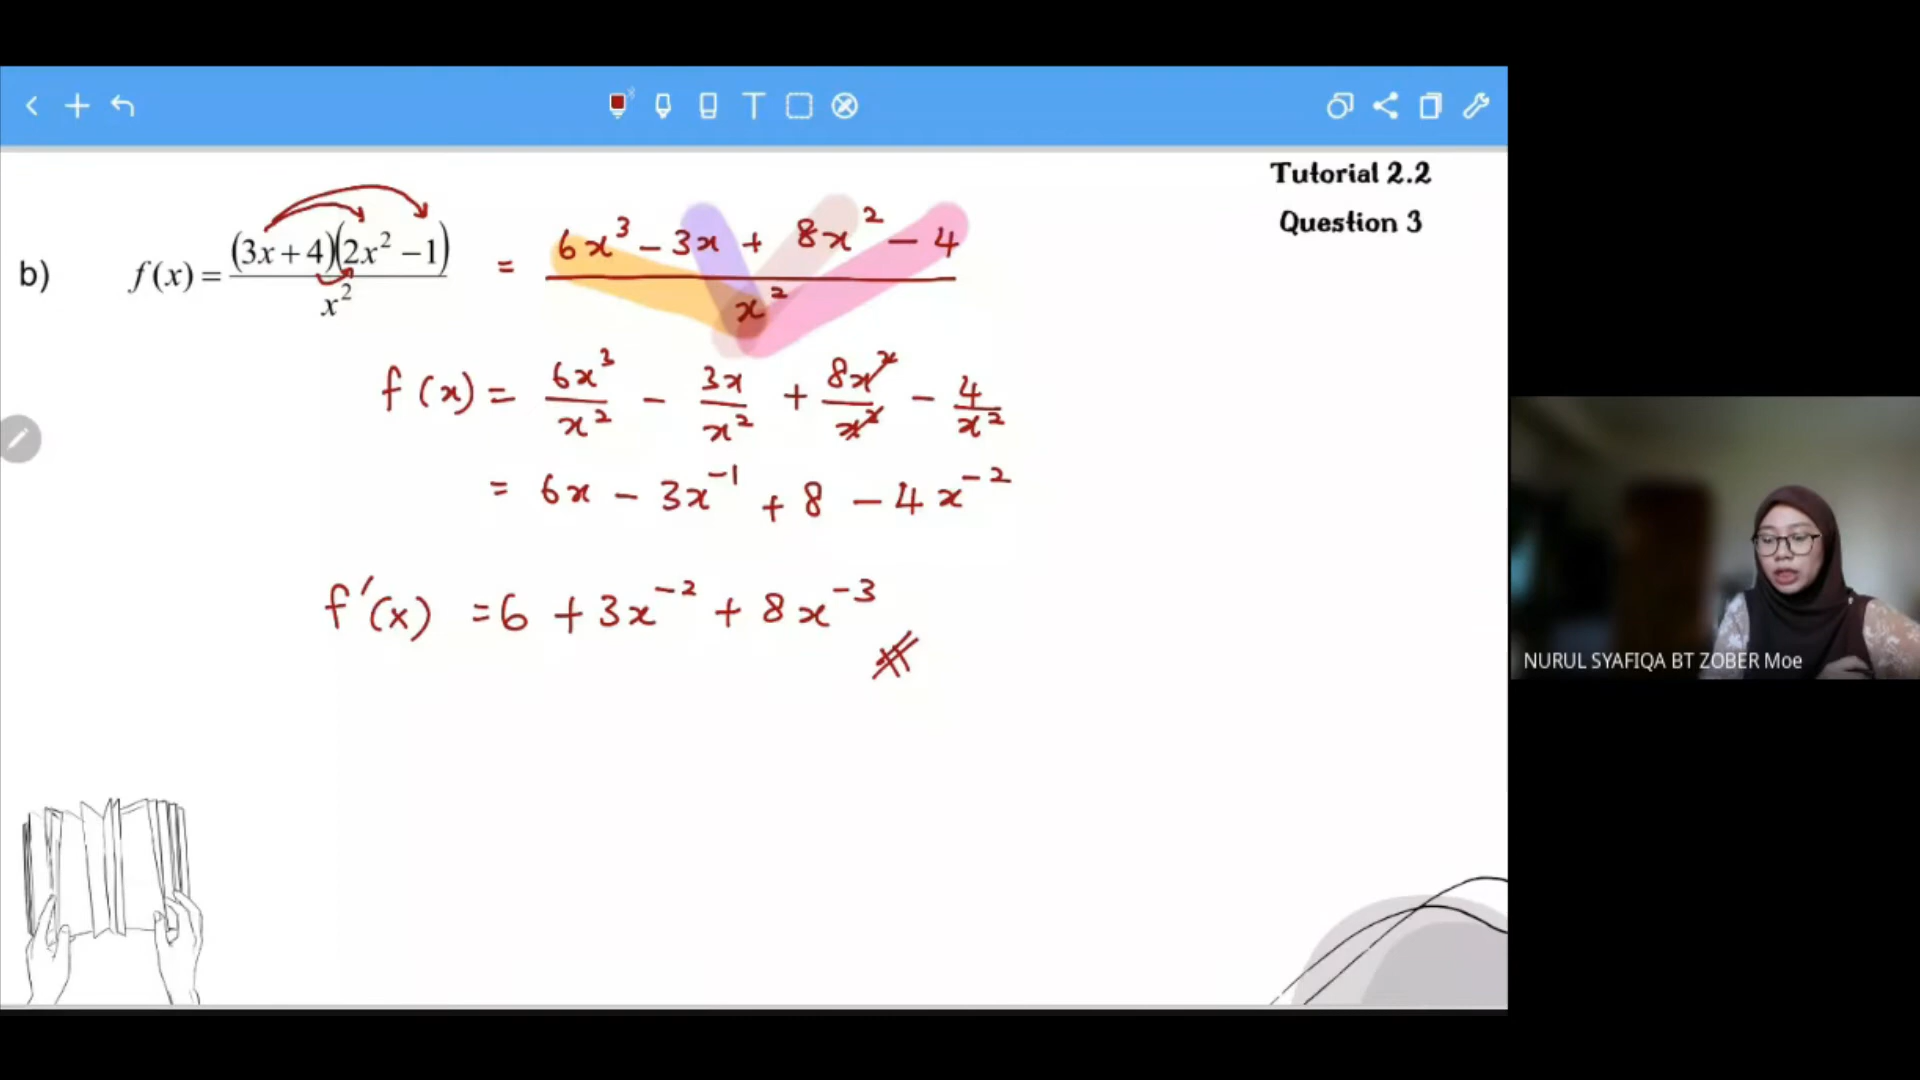 Tutorial 2.2
Question 3
b) f(x) = (3x + 4)(2x² − 1) / x² = 6x³ − 3x + 8x² − 4 / x²
f(x) = 6x³/x² − 3x/x² + 8x²/x² − 4/x²
= 6x − 3x⁻¹ + 8 − 4x⁻²
f′(x) = 6 + 3x⁻² + 8x⁻³
NURUL SYAFIQA BT ZOBER Moe